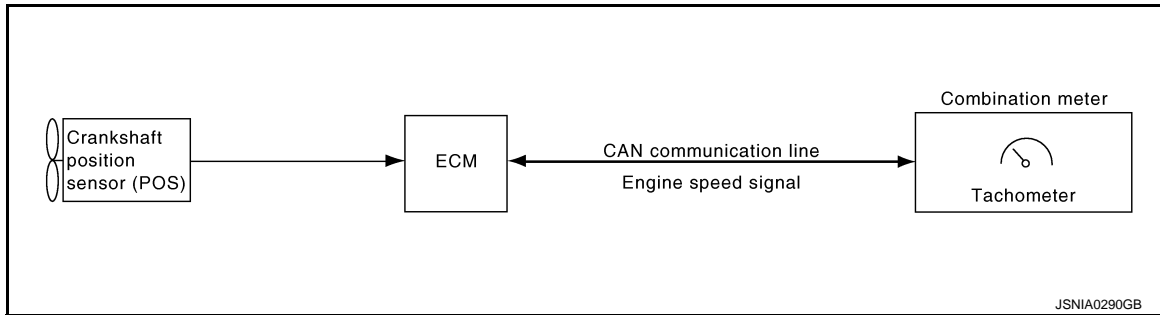 Crankshaft
position
sensor (POS)
ECM
CAN communication line
Engine speed signal
Combination meter
Tachometer
JSNIA0290GB